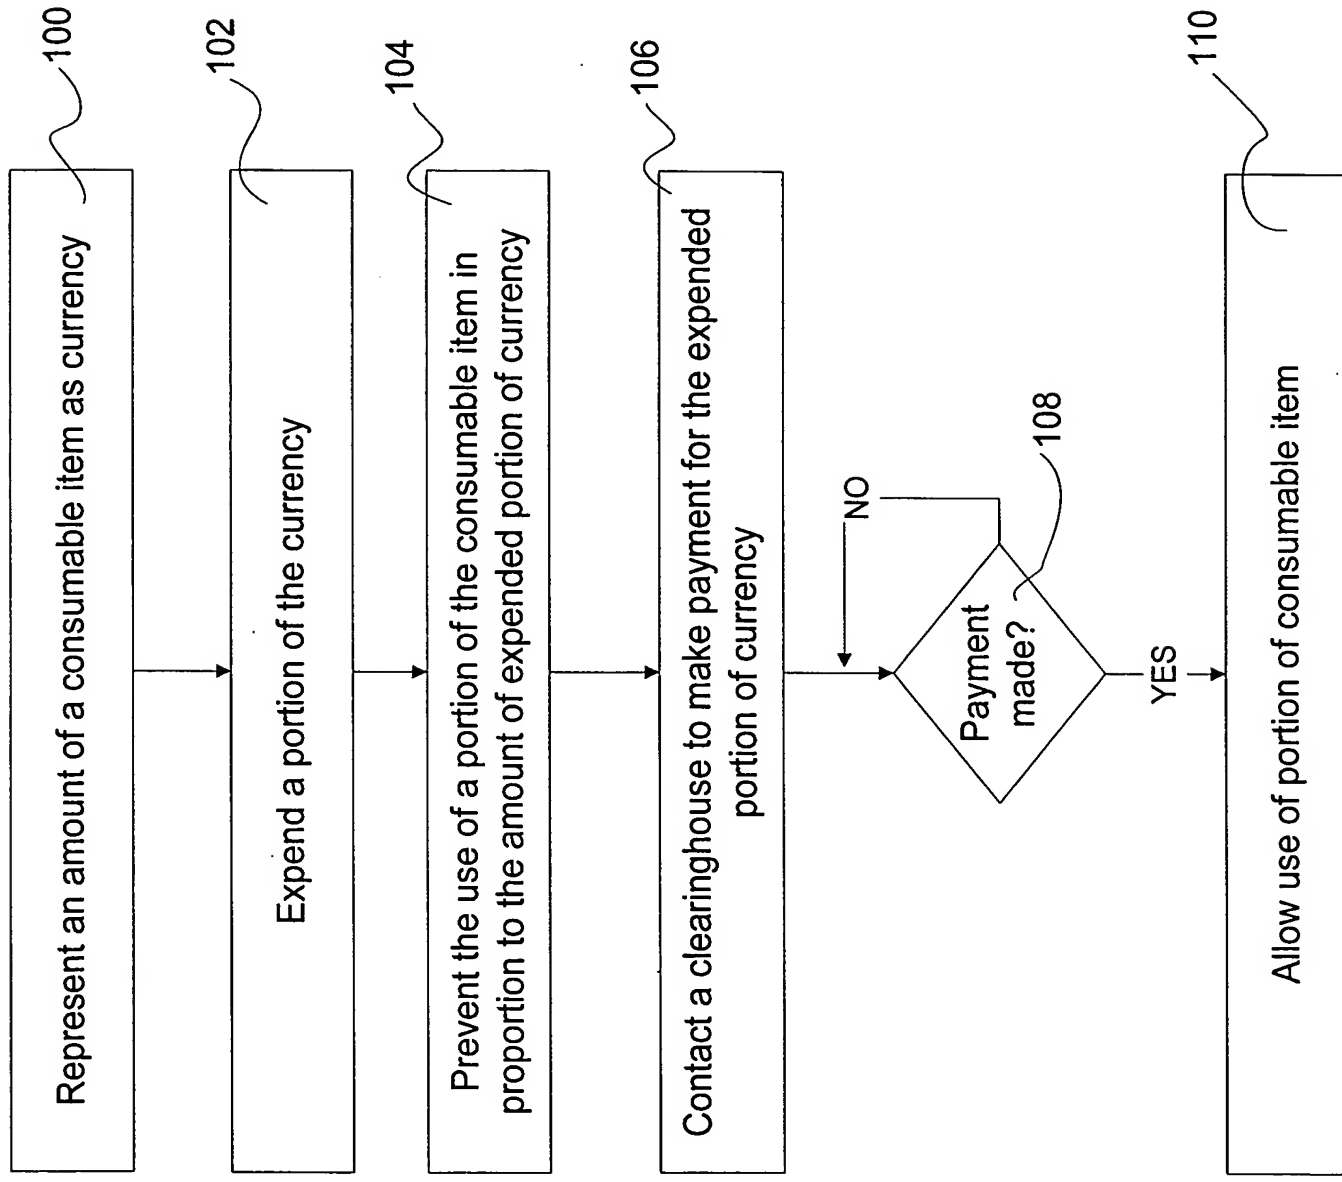 100
Represent an amount of a consumable item as currency
102
Expend a portion of the currency
104
Prevent the use of a portion of the consumable item in
proportion to the amount of expended portion of currency
106
Contact a clearinghouse to make payment for the expended
portion of currency
NO
Payment
made?
108
YES
110
Allow use of portion of consumable item